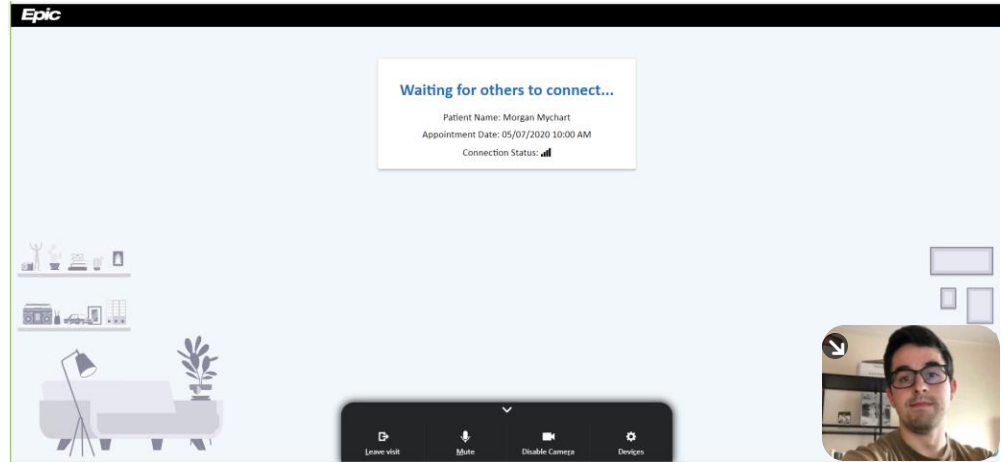 Epic
Waiting for others to connect...
Patient Name: Morgan Mychart
Appointment Date: 05/07/2020 10:00 AM
Connection Status:
Leave visit
Mute
Disable Camera
Devices